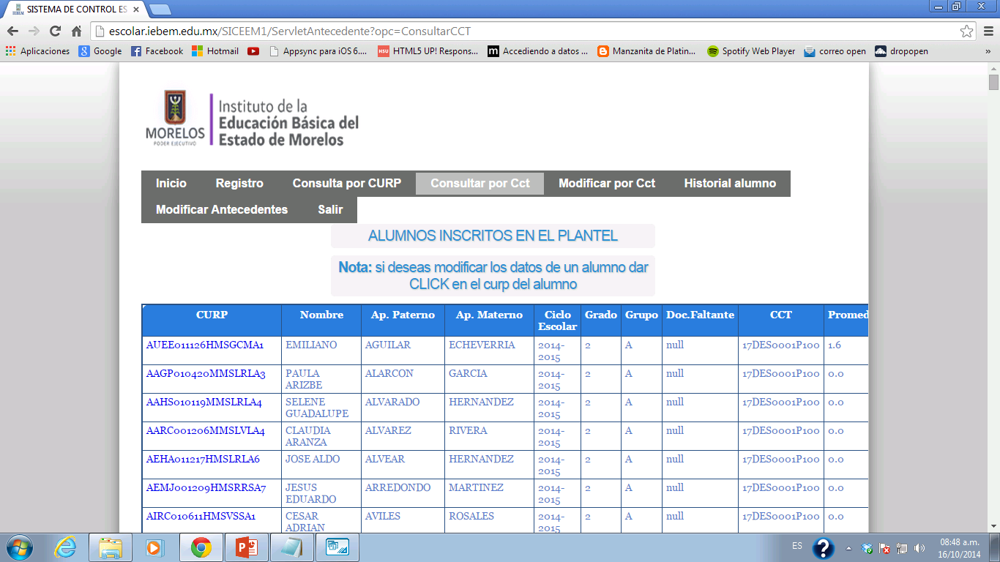 SISTEMA DE CONTROL ES
escolar.iebem.edu.mx/SICEEM1/ServletAntecedente?opc=ConsultarCCT
Aplicaciones Google Facebook Hotmail Appsync para iOS 6.... HTML5 UP! Respons... Accediendo a datos ... Manzanita de Platin... Spotify Web Player correo open dropopen »
MORELOS
PODER EJECUTIVO
Instituto de la
Educación Básica del
Estado de Morelos
Inicio Registro Consulta por CURP Consultar por Cct Modificar por Cct Historial alumno
Modificar Antecedentes Salir
ALUMNOS INSCRITOS EN EL PLANTEL
Nota: si deseas modificar los datos de un alumno dar
CLICK en el curp del alumno
CURP Nombre Ap. Paterno Ap. Materno Ciclo Escolar Grado Grupo Doc.Faltante CCT Promed
AUEE011126HMSGCMA1 EMILIANO AGUILAR ECHEVERRIA 2014-2015 2 A null 17DES0001P100 1.6
AAGP010420MMSLRLA3 PAULA ARIZBE ALARCON GARCIA 2014-2015 2 A null 17DES0001P100 0.0
AAHS010119MMSLRLA4 SELENE GUADALUPE ALVARADO HERNANDEZ 2014-2015 2 A null 17DES0001P100 0.0
AARC001206MMSLVLA4 CLAUDIA ARANZA ALVAREZ RIVERA 2014-2015 2 A null 17DES0001P100 0.0
AEHA011217HMSLRLA6 JOSE ALDO ALVEAR HERNANDEZ 2014-2015 2 A null 17DES0001P100 0.0
AEMJ001209HMSRRSA7 JESUS EDUARDO ARREDONDO MARTINEZ 2014-2015 2 A null 17DES0001P100 0.0
AIRC010611HMSVSSA1 CESAR ADRIAN AVILES ROSALES 2014-2015 2 A null 17DES0001P100 0.0
ES
08:48 a.m.
16/10/2014